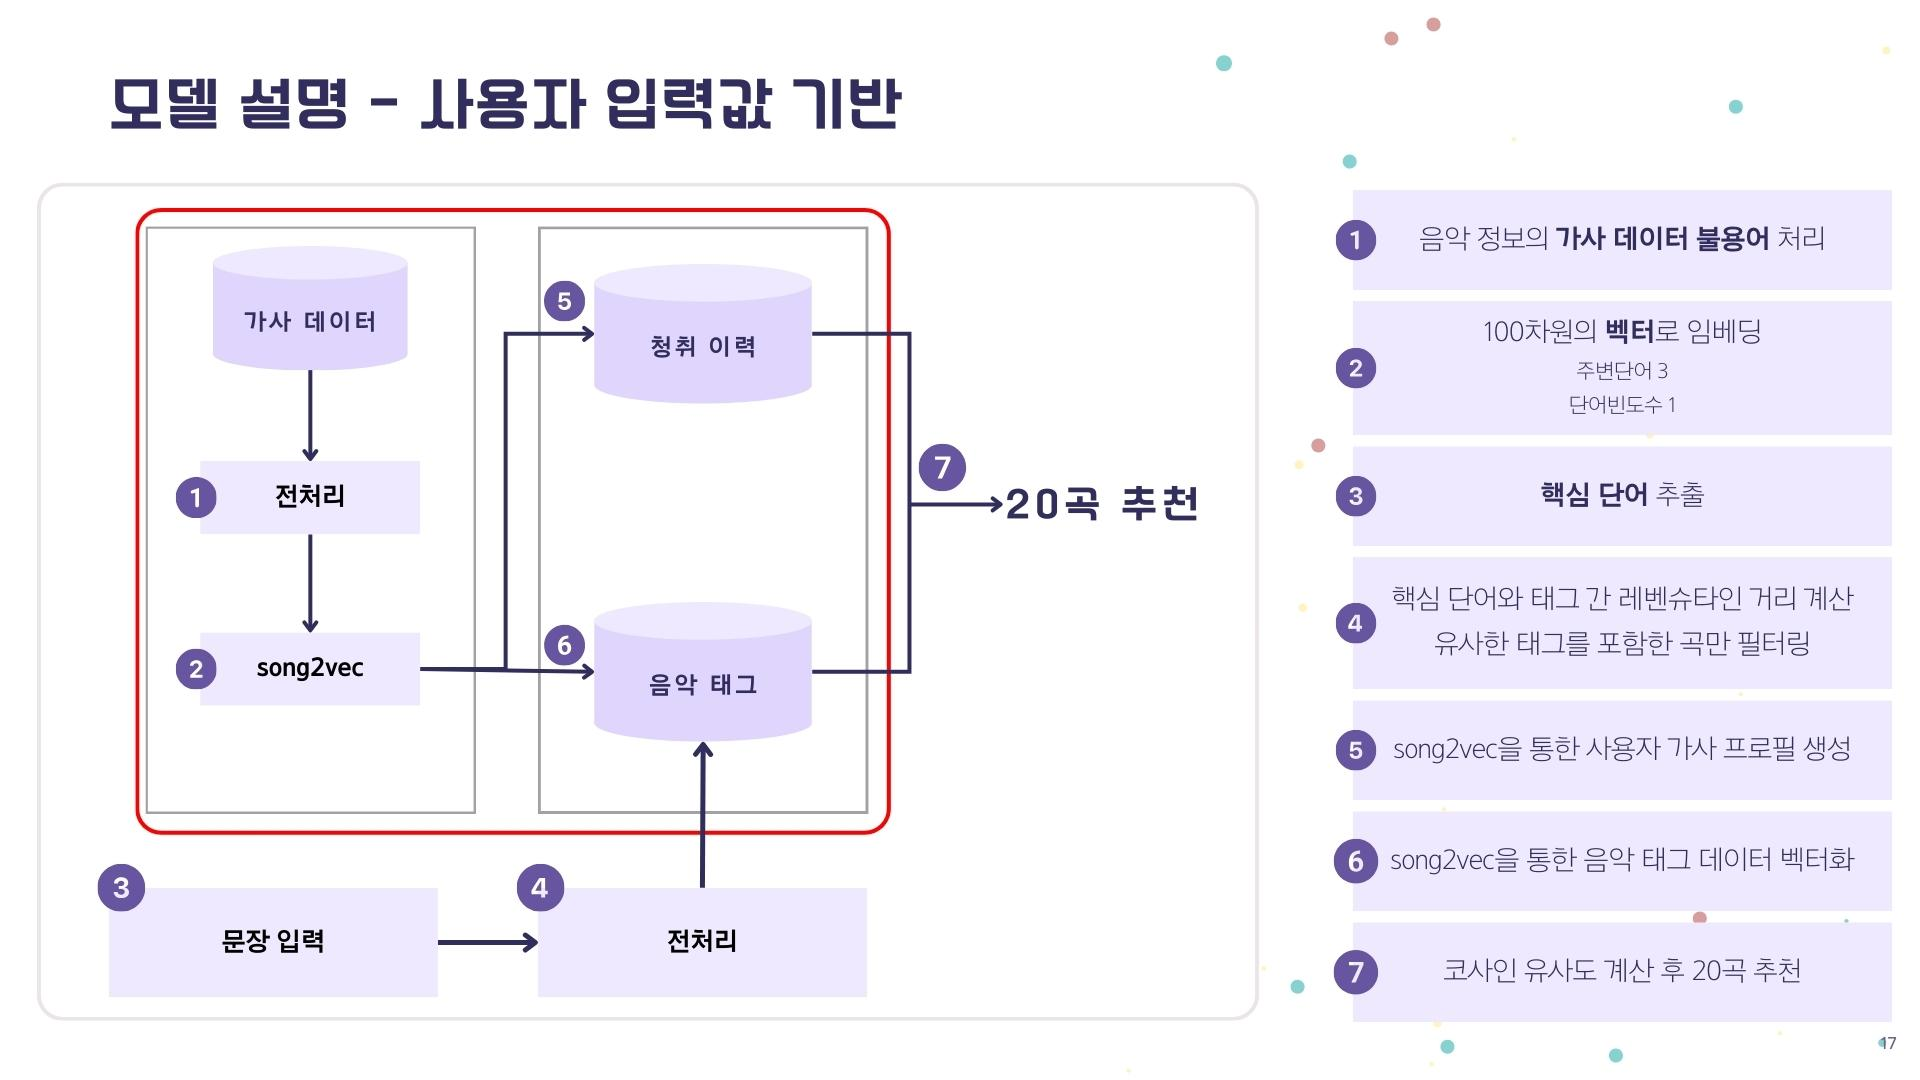 모델 설명 - 사용자 입력값 기반
가사 데이터
1
전처리
2
song2vec
5
청취 이력
6
음악 태그
7
20곡 추천
3
문장 입력
4
전처리
1
음악 정보의 가사 데이터 불용어 처리
2
100차원의 벡터로 임베딩
주변단어 3
단어빈도수 1
3
핵심 단어 추출
4
핵심 단어와 태그 간 레벤슈타인 거리 계산
유사한 태그를 포함한 곡만 필터링
5
song2vec을 통한 사용자 가사 프로필 생성
6
song2vec을 통한 음악 태그 데이터 벡터화
7
코사인 유사도 계산 후 20곡 추천
17